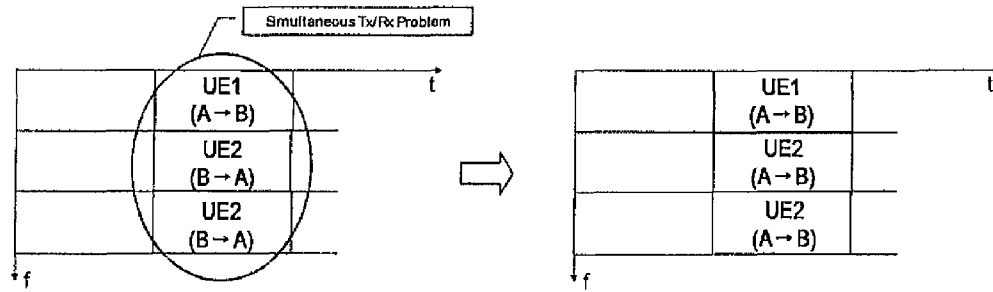 Simultaneous Tx/Rx Problem
t
UE1
(A→B)
UE2
(B→A)
UE2
(B→A)
f
t
UE1
(A→B)
UE2
(A→B)
UE2
(A→B)
f